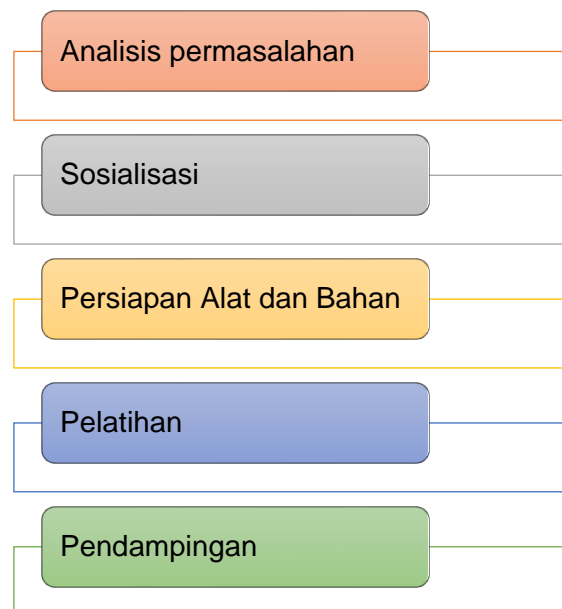 Analisis permasalahan
Sosialisasi
Persiapan Alat dan Bahan
Pelatihan
Pendampingan